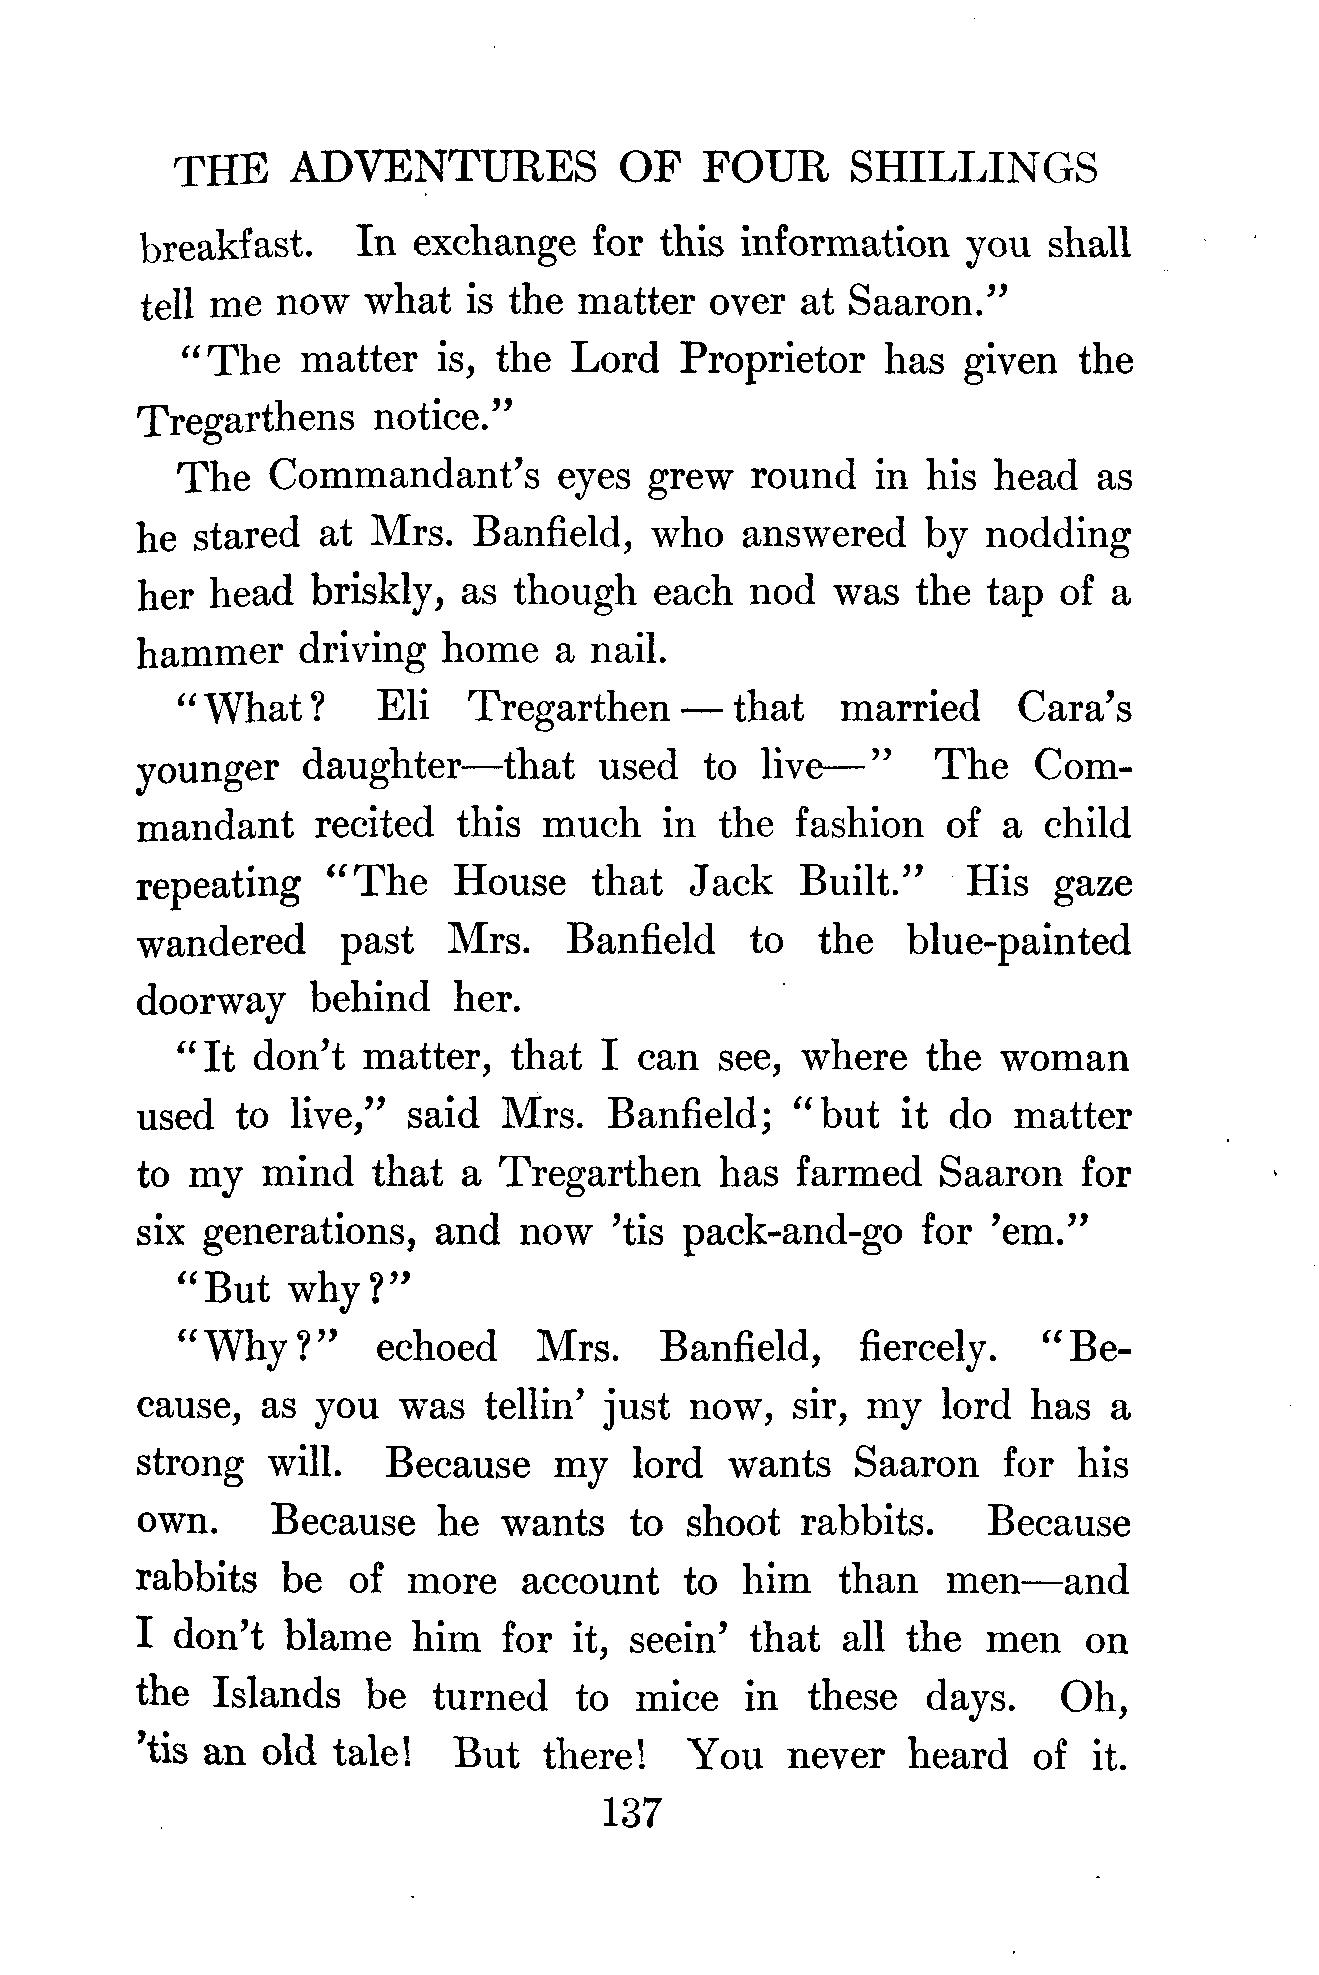 THE ADVENTURES OF FOUR SHILLINGS
breakfast. In exchange for this information you shall
tell me now what is the matter over at Saaron.”
“The matter is, the Lord Proprietor has given the
Tregarthens notice.”
The Commandant’s eyes grew round in his head as
he stared at Mrs. Banfield, who answered by nodding
her head briskly, as though each nod was the tap of a
hammer driving home a nail.
“What? Eli Tregarthen — that married Cara’s
younger daughter—that used to live—” The Com-
mandant recited this much in the fashion of a child
repeating “The House that Jack Built.” His gaze
wandered past Mrs. Banfield to the blue-painted
doorway behind her.
“It don’t matter, that I can see, where the woman
used to live,” said Mrs. Banfield; “but it do matter
to my mind that a Tregarthen has farmed Saaron for
six generations, and now ’tis pack-and-go for ’em.”
“But why?”
“Why?” echoed Mrs. Banfield, fiercely. “Be-
cause, as you was tellin’ just now, sir, my lord has a
strong will. Because my lord wants Saaron for his
own. Because he wants to shoot rabbits. Because
rabbits be of more account to him than men—and
I don’t blame him for it, seein’ that all the men on
the Islands be turned to mice in these days. Oh,
’tis an old tale! But there! You never heard of it.
137